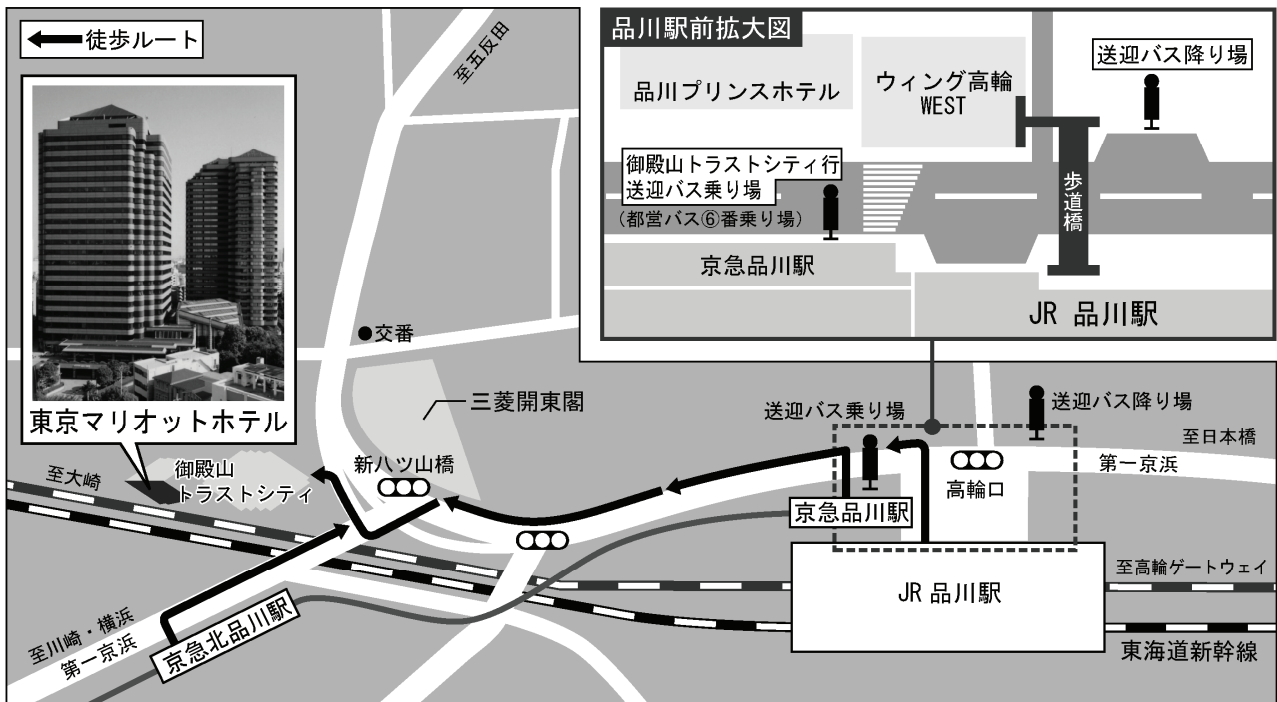 徒歩ルート
東京マリオットホテル
至五反田
交番
三菱開東閣
新八ツ山橋
御殿山
トラストシティ
至大崎
至川崎・横浜
第一京浜
京急北品川駅
送迎バス乗り場
送迎バス降り場
至日本橋
第一京浜
高輪口
京急品川駅
JR 品川駅
至高輪ゲートウェイ
東海道新幹線
品川駅前拡大図
品川プリンスホテル
ウィング高輪
WEST
送迎バス降り場
御殿山トラストシティ行
送迎バス乗り場
(都営バス⑥番乗り場)
歩道橋
京急品川駅
JR 品川駅